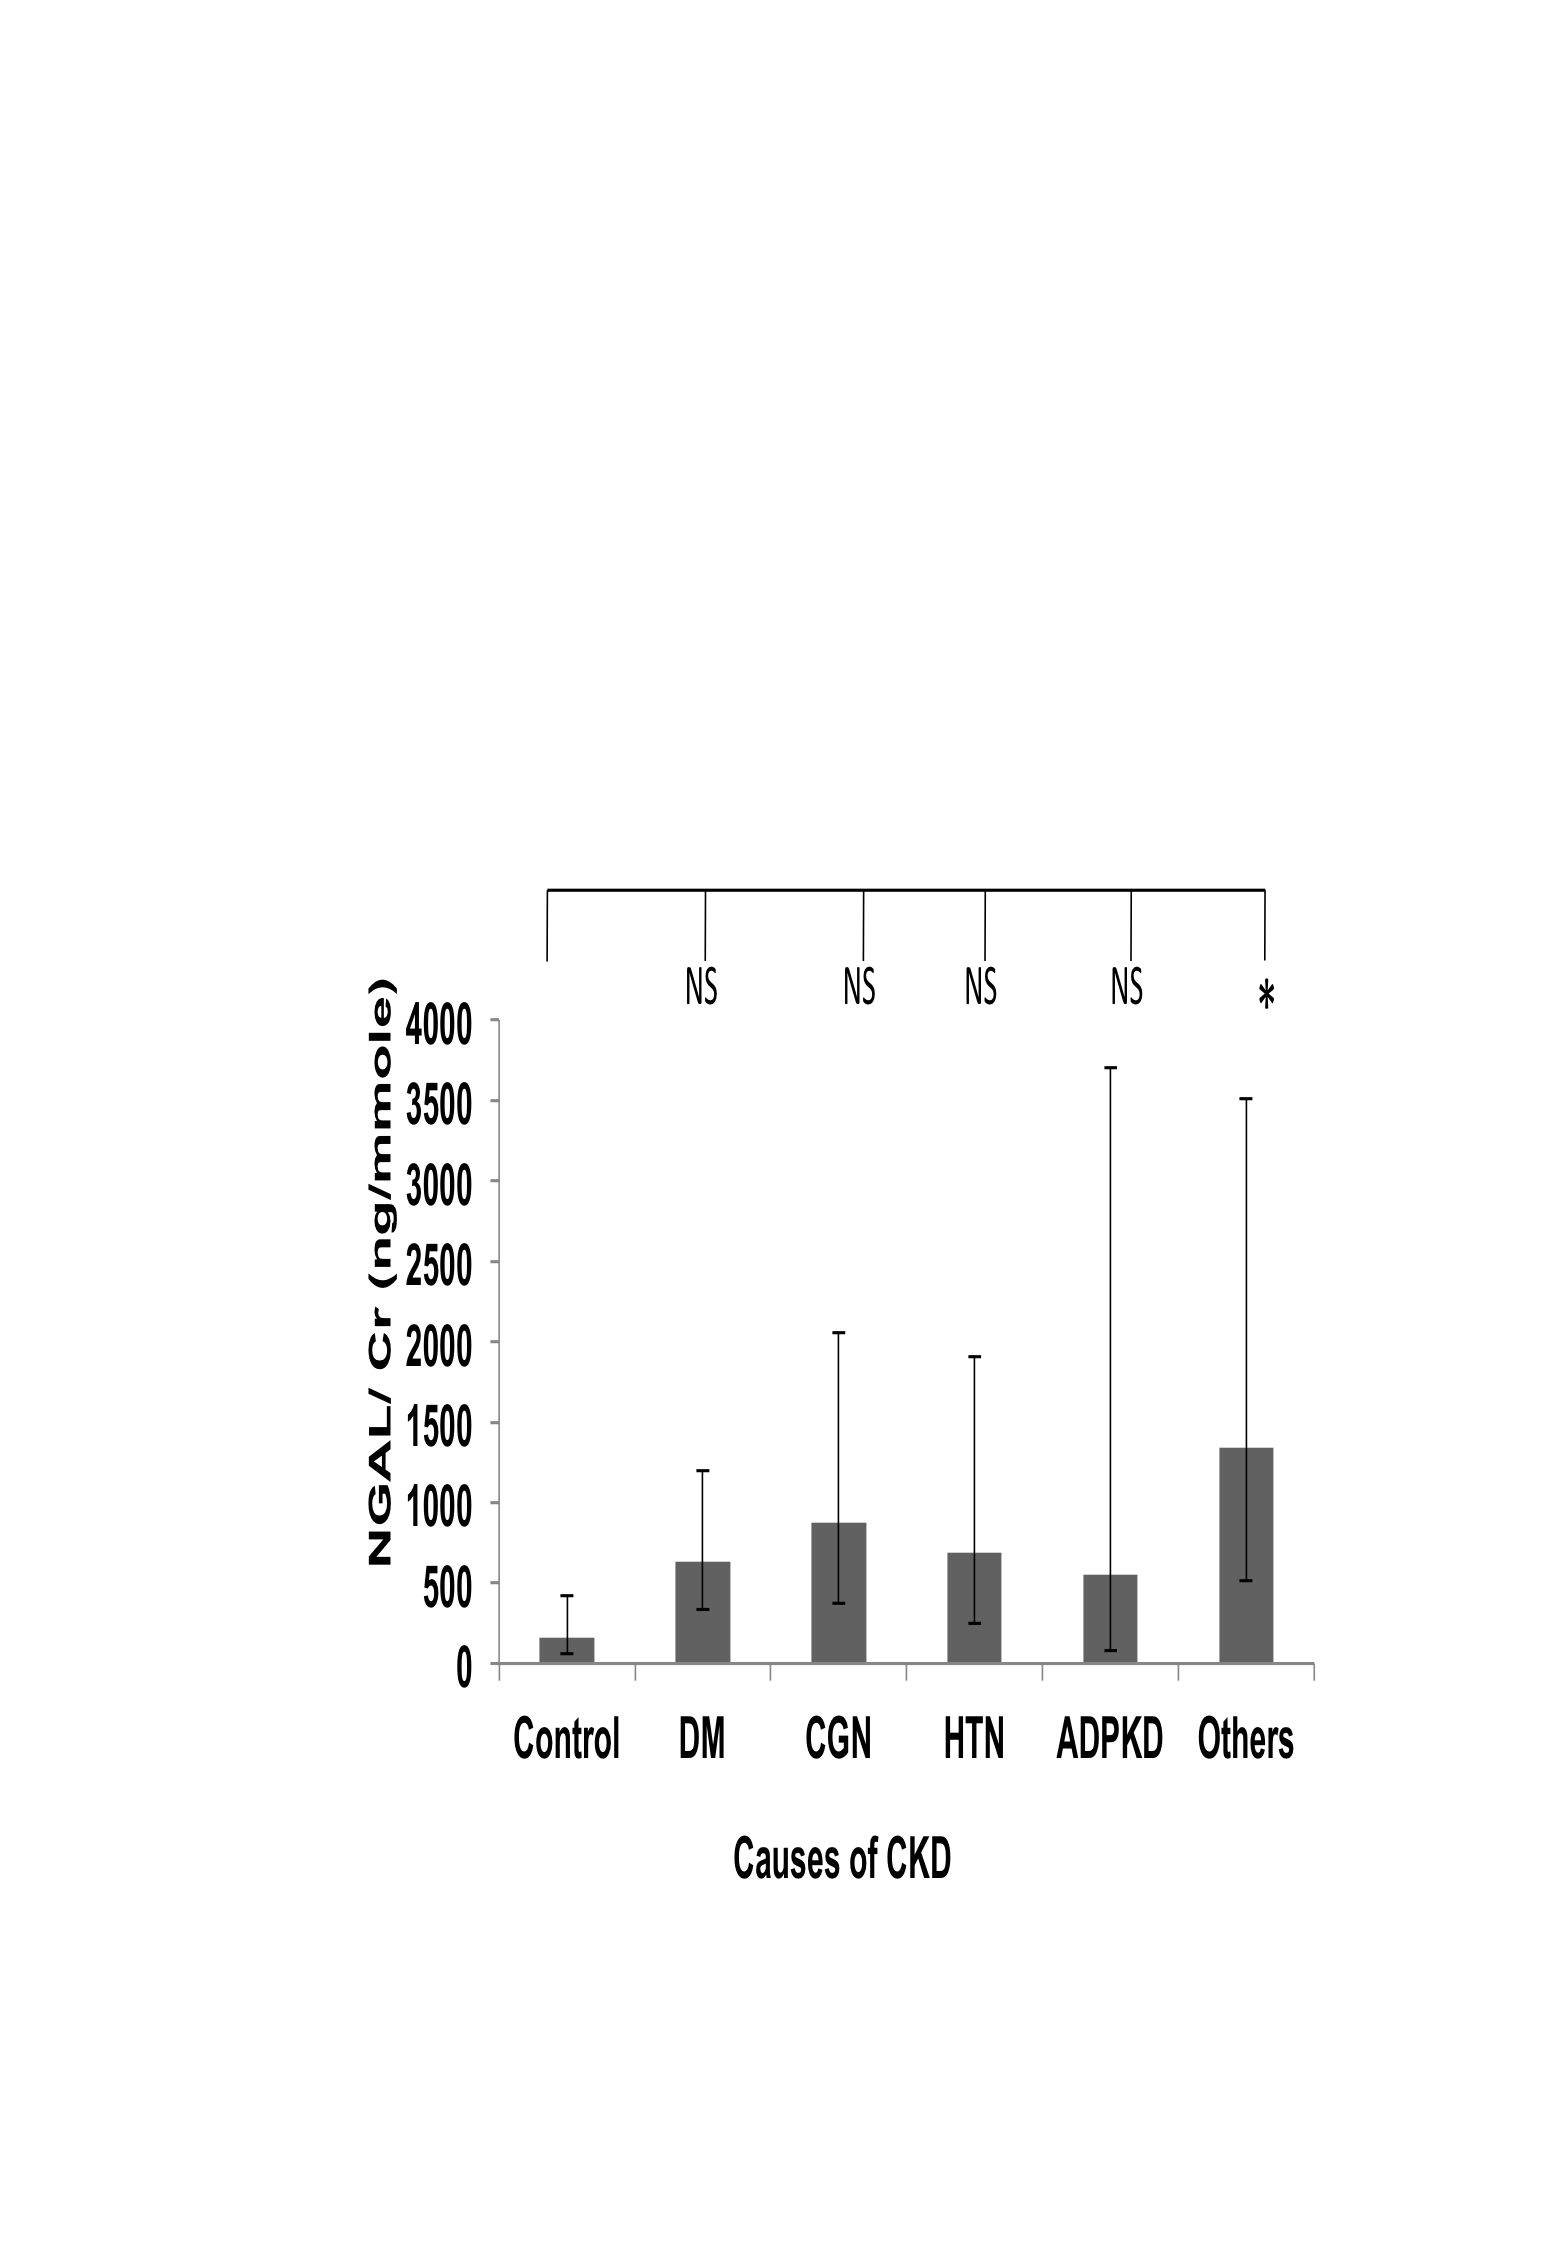 NS NS NS NS *
NGAL/ Cr (ng/mmole)
4000
3500
3000
2500
2000
1500
1000
500
0
Control DM CGN HTN ADPKD Others
Causes of CKD